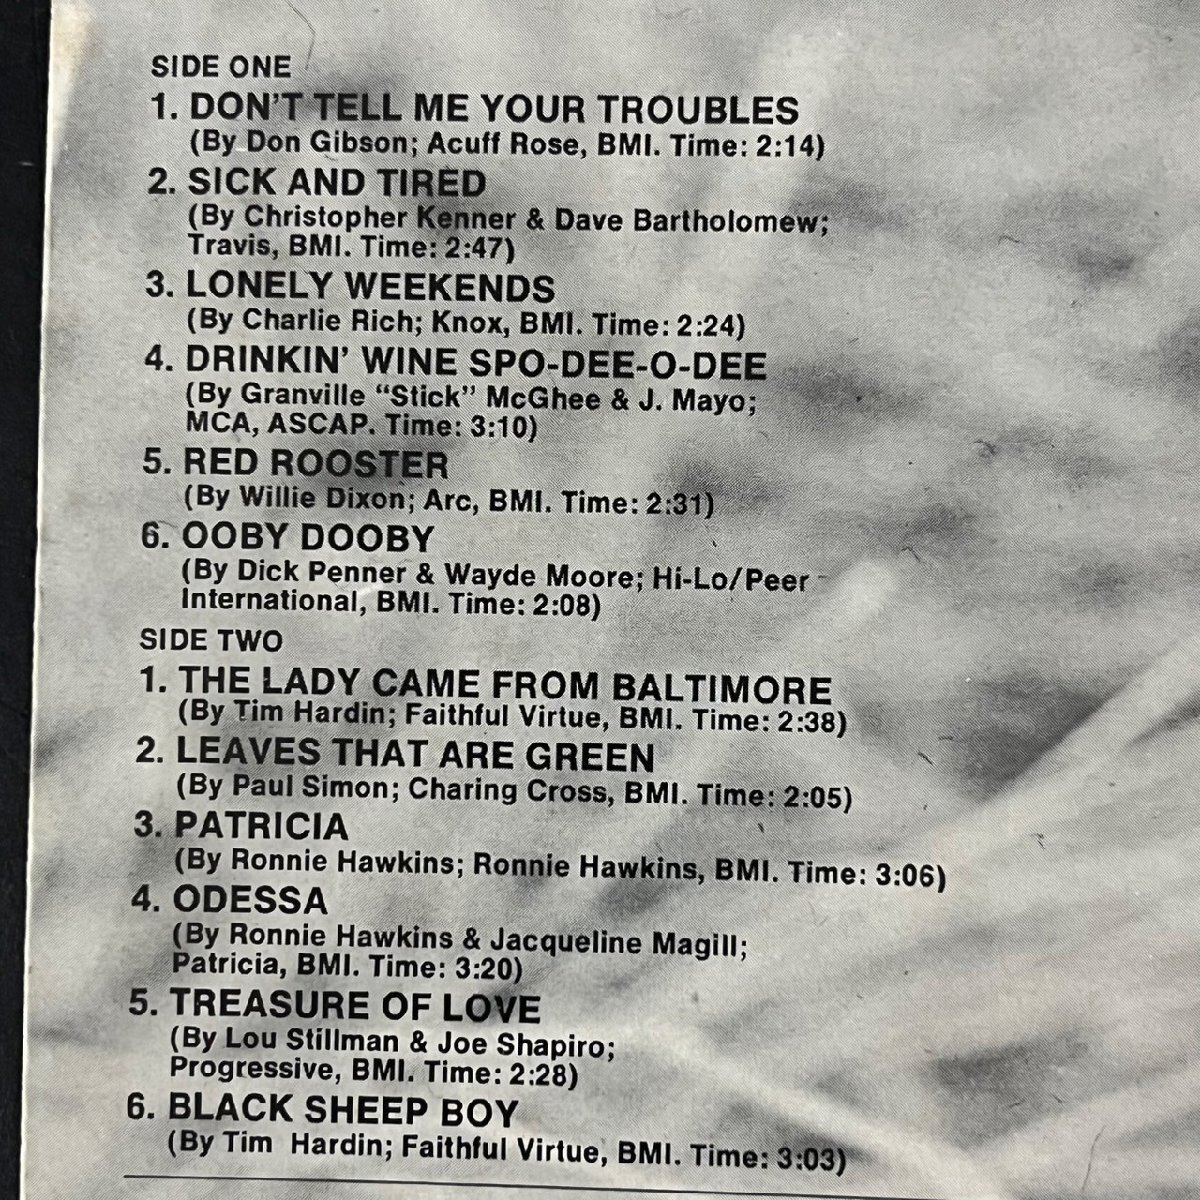 SIDE ONE
1. DON'T TELL ME YOUR TROUBLES
(By Don Gibson; Acuff Rose, BMI. Time: 2:14)
2. SICK AND TIRED
(By Christopher Kenner & Dave Bartholomew;
Travis, BMI. Time: 2:47)
3. LONELY WEEKENDS
(By Charlie Rich; Knox, BMI. Time: 2:24)
4. DRINKIN' WINE SPO-DEE-O-DEE
(By Granville “Stick” McGhee & J. Mayo;
MCA, ASCAP. Time: 3:10)
5. RED ROOSTER
(By Willie Dixon; Arc, BMI. Time: 2:31)
6. OOBY DOOBY
(By Dick Penner & Wayde Moore; Hi-Lo/Peer
International, BMI. Time: 2:08)
SIDE TWO
1. THE LADY CAME FROM BALTIMORE
(By Tim Hardin; Faithful Virtue, BMI. Time: 2:38)
2. LEAVES THAT ARE GREEN
(By Paul Simon; Charing Cross, BMI. Time: 2:05)
3. PATRICIA
(By Ronnie Hawkins; Ronnie Hawkins, BMI. Time: 3:06)
4. ODESSA
(By Ronnie Hawkins & Jacqueline Magill;
Patricia, BMI. Time: 3:20)
5. TREASURE OF LOVE
(By Lou Stillman & Joe Shapiro;
Progressive, BMI. Time: 2:28)
6. BLACK SHEEP BOY
(By Tim Hardin; Faithful Virtue, BMI. Time: 3:03)